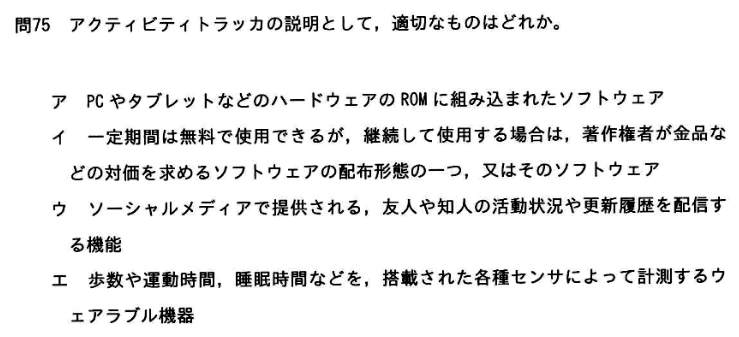 問75 アクティビティトラッカの説明として，適切なものはどれか。
ア PCやタブレットなどのハードウェアのROMに組み込まれたソフトウェア
イ 一定期間は無料で使用できるが，継続して使用する場合は，著作権者が金品な
どの対価を求めるソフトウェアの配布形態の一つ，又はそのソフトウェア
ウ ソーシャルメディアで提供される，友人や知人の活動状況や更新履歴を配信す
る機能
エ 歩数や運動時間，睡眠時間などを，搭載された各種センサによって計測するウ
ェアラブル機器